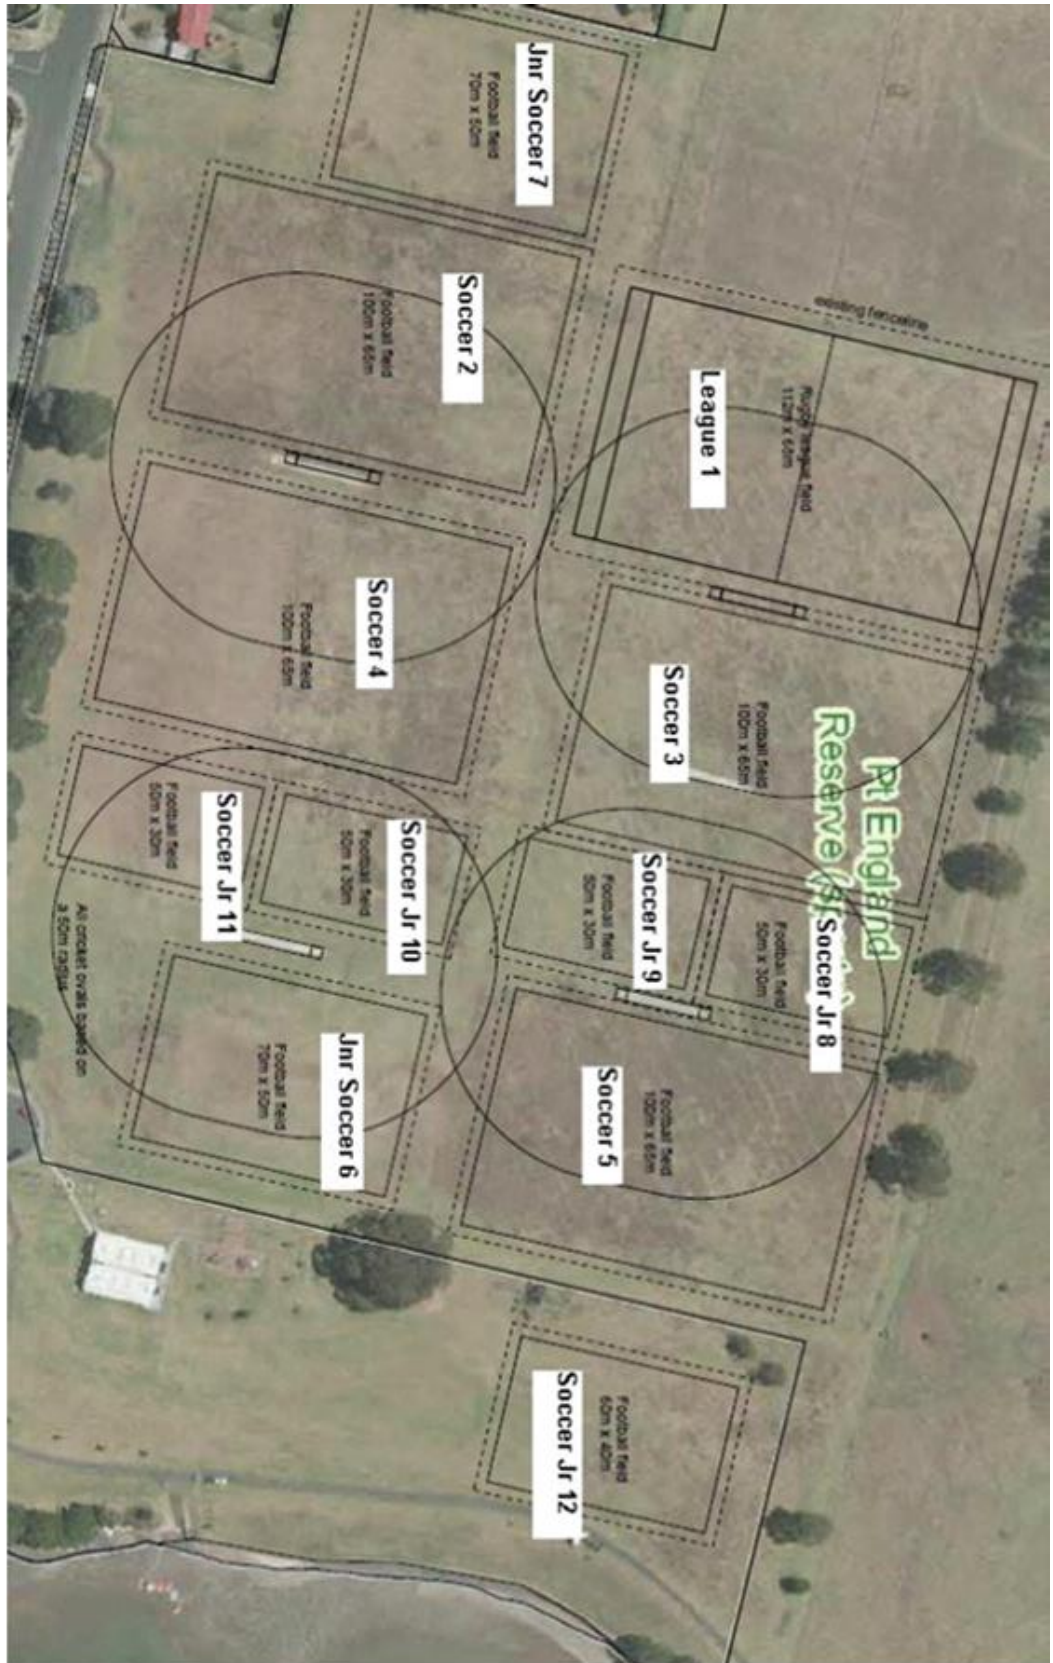 Jnr Soccer 7
Football field
70m x 50m
Soccer 2
Football field
100m x 65m
existing fenceline
League 1
Rugby league field
112m x 68m
Soccer 4
Football field
100m x 65m
Soccer 3
Football field
100m x 65m
Pt England
Reserve
Soccer Jr 11
Football field
50m x 30m
Soccer Jr 10
Football field
50m x 30m
Soccer Jr 9
Football field
50m x 30m
Soccer Jr 8
Football field
50m x 30m
All cricket ovals based on
a 50m radius
Jnr Soccer 6
Football field
70m x 50m
Soccer 5
Football field
100m x 65m
Soccer Jr 12
Football field
60m x 40m